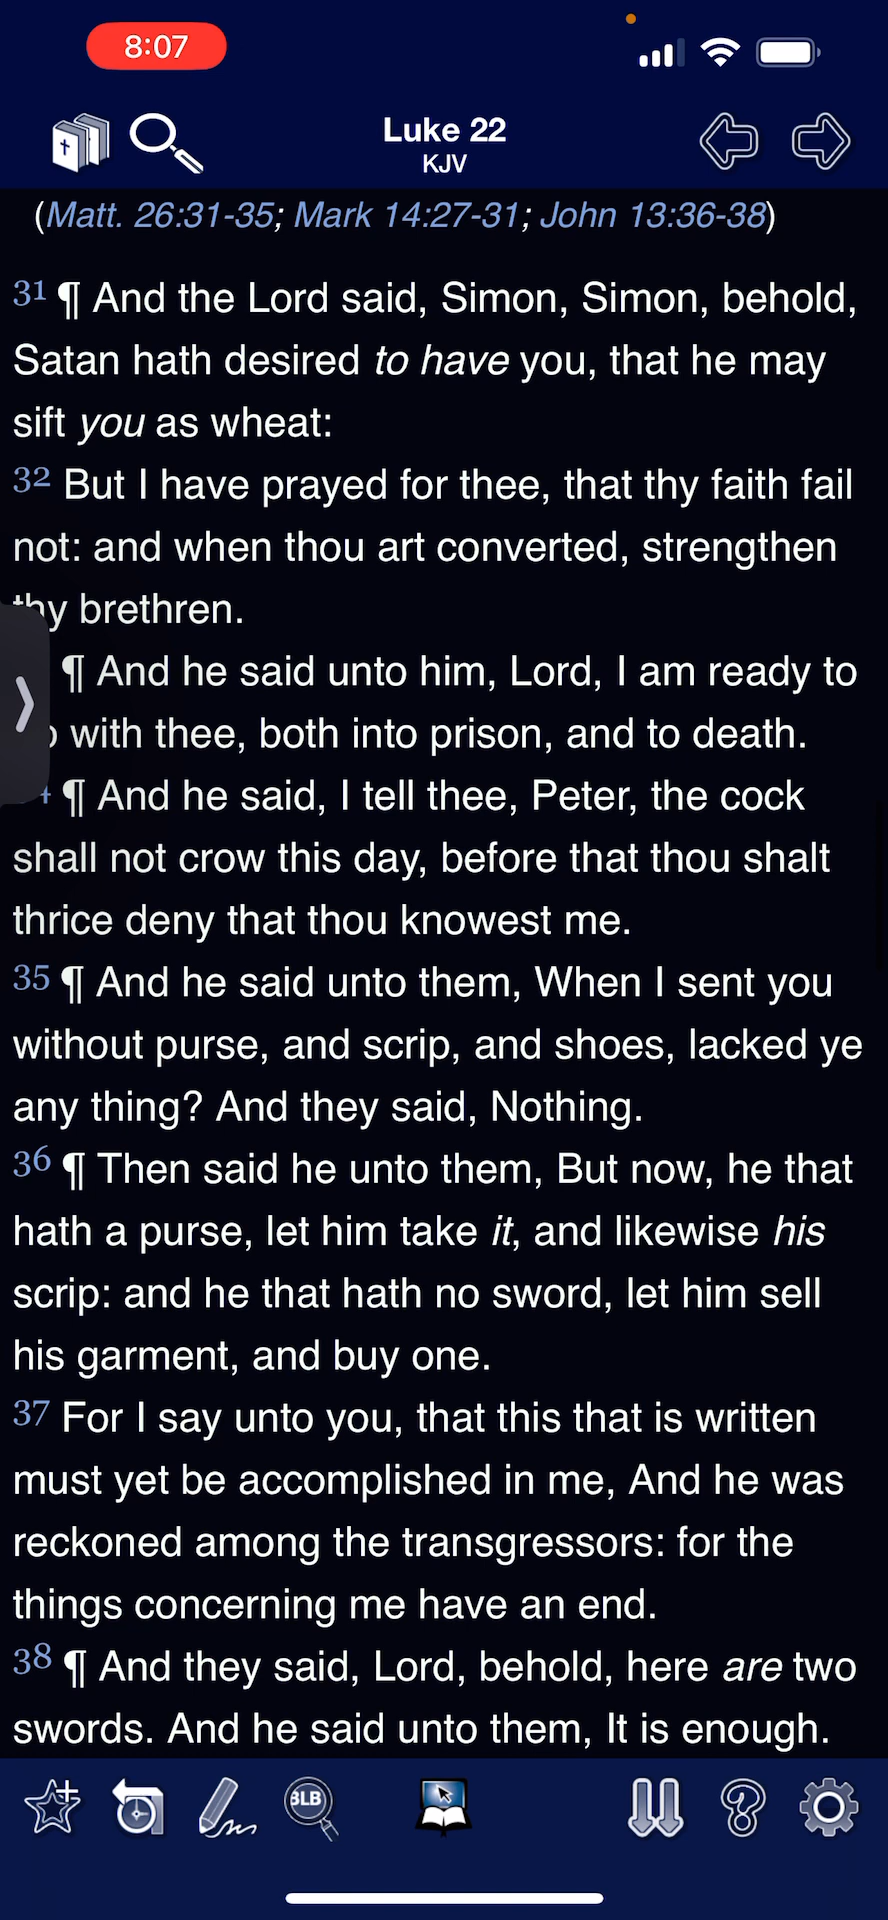 8:07
Luke 22
KJV
(Matt. 26:31-35; Mark 14:27-31; John 13:36-38)
31 ¶ And the Lord said, Simon, Simon, behold,
Satan hath desired to have you, that he may
sift you as wheat:
32 But I have prayed for thee, that thy faith fail
not: and when thou art converted, strengthen
thy brethren.
¶ And he said unto him, Lord, I am ready to
with thee, both into prison, and to death.
¶ And he said, I tell thee, Peter, the cock
shall not crow this day, before that thou shalt
thrice deny that thou knowest me.
35 ¶ And he said unto them, When I sent you
without purse, and scrip, and shoes, lacked ye
any thing? And they said, Nothing.
36 ¶ Then said he unto them, But now, he that
hath a purse, let him take it, and likewise his
scrip: and he that hath no sword, let him sell
his garment, and buy one.
37 For I say unto you, that this that is written
must yet be accomplished in me, And he was
reckoned among the transgressors: for the
things concerning me have an end.
38 ¶ And they said, Lord, behold, here are two
swords. And he said unto them, It is enough.
BLB